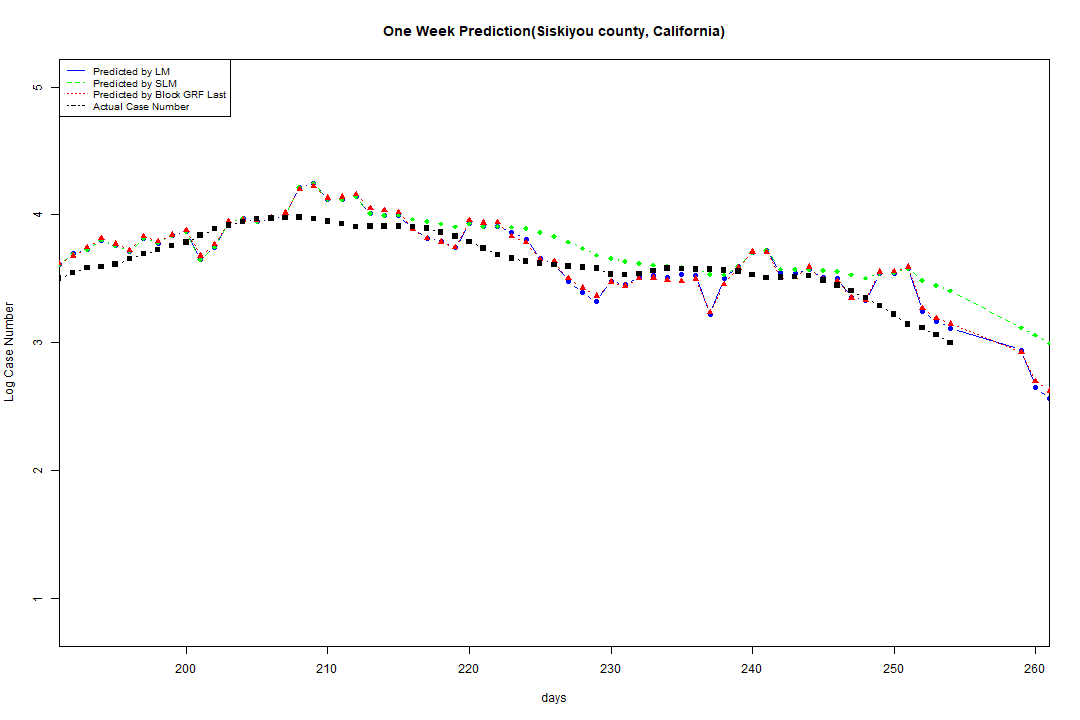 One Week Prediction(Siskiyou county, California)
Predicted by LM
Predicted by SLM
Predicted by Block GRF Last
Actual Case Number
5
4
3
2
1
Log Case Number
200 210 220 230 240 250 260
days